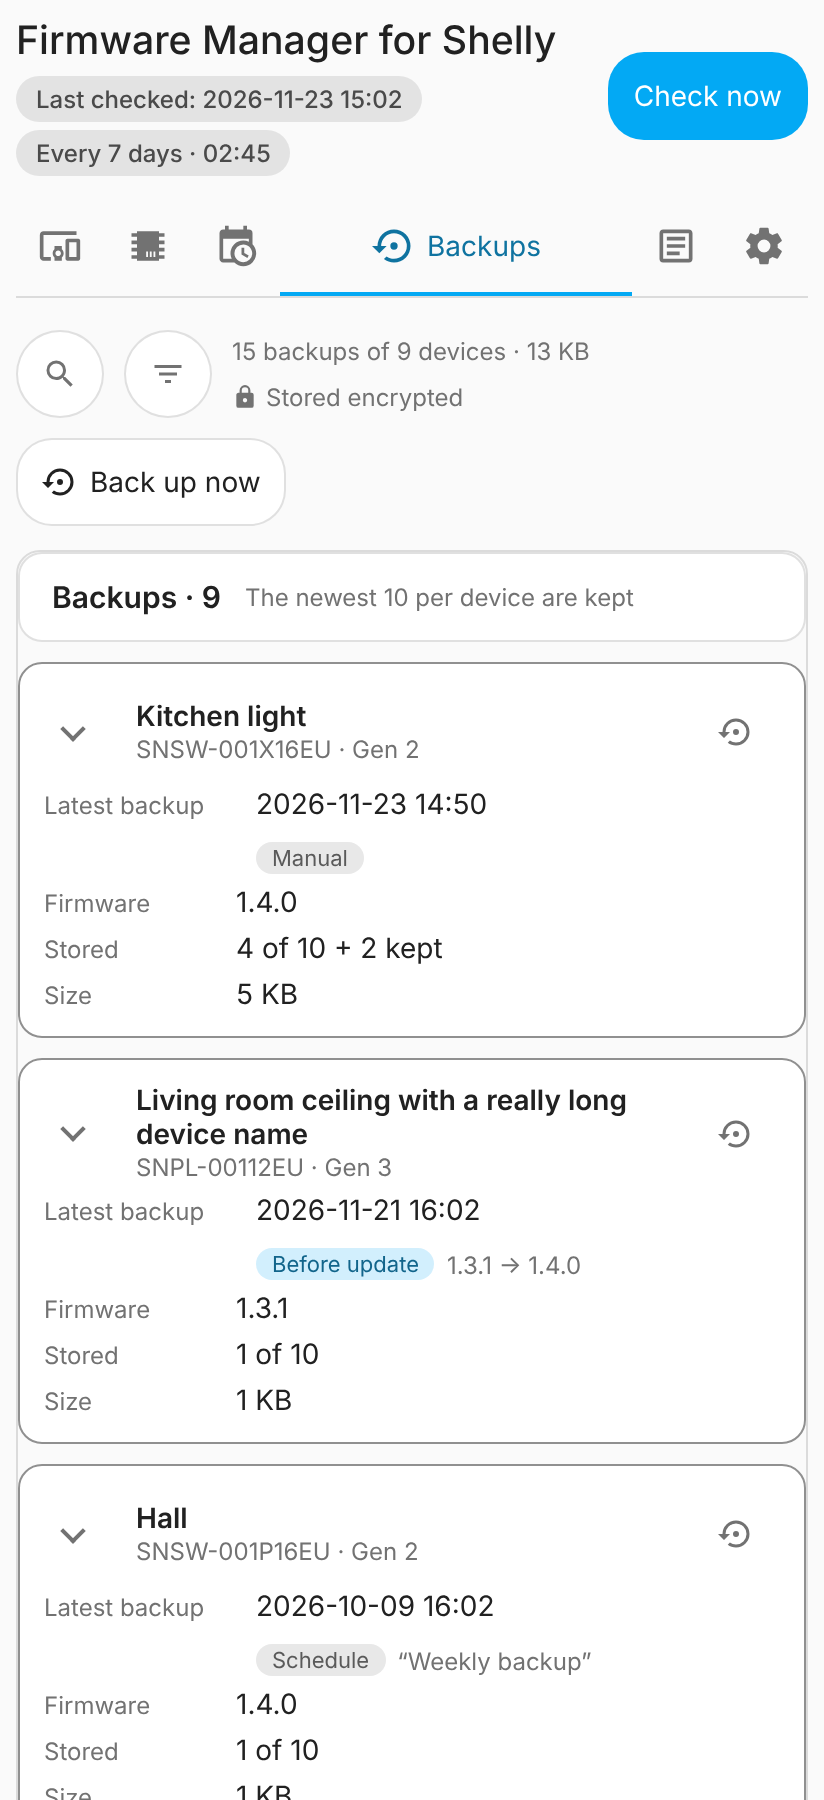 Firmware Manager for Shelly
Last checked: 2026-11-23 15:02
Every 7 days · 02:45
Check now
Backups
15 backups of 9 devices · 13 KB
Stored encrypted
Back up now
Backups · 9 The newest 10 per device are kept
Kitchen light
SNSW-001X16EU · Gen 2
Latest backup 2026-11-23 14:50
Manual
Firmware 1.4.0
Stored 4 of 10 + 2 kept
Size 5 KB
Living room ceiling with a really long
device name
SNPL-00112EU · Gen 3
Latest backup 2026-11-21 16:02
Before update 1.3.1 → 1.4.0
Firmware 1.3.1
Stored 1 of 10
Size 1 KB
Hall
SNSW-001P16EU · Gen 2
Latest backup 2026-10-09 16:02
Schedule “Weekly backup”
Firmware 1.4.0
Stored 1 of 10
Size 1 KB